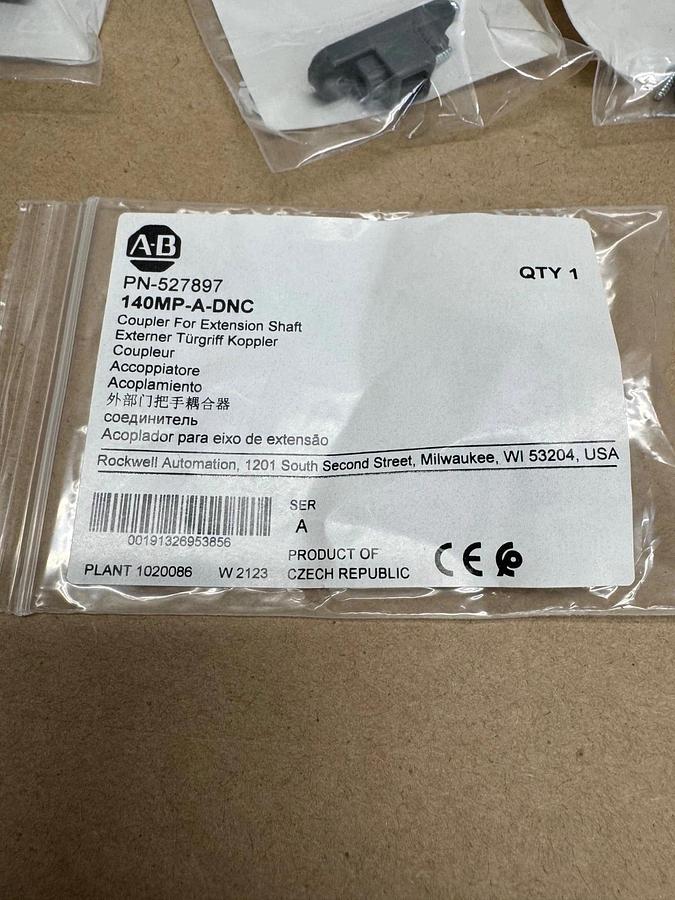 A·B
QTY 1
PN-527897
140MP-A-DNC
Coupler For Extension Shaft
Externer Türgriff Koppler
Coupleur
Accoppiatore
Acoplamiento
外部门把手耦合器
соединитель
Acoplador para eixo de extensão
Rockwell Automation, 1201 South Second Street, Milwaukee, WI 53204, USA
00191326953856
SER
A
PLANT 1020086 W 2123
PRODUCT OF
CZECH REPUBLIC
CE